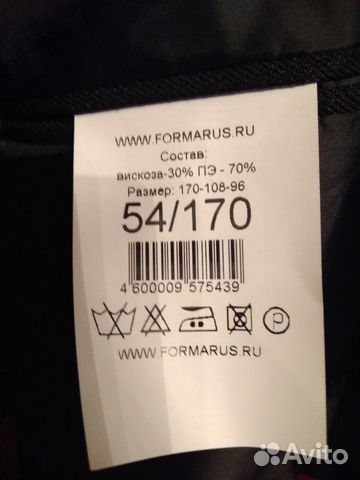 WWW.FORMARUS.RU
Состав:
вискоза-30% ПЭ - 70%
Размер: 170-108-96
54/170
4 600009 575439
P
WWW.FORMARUS.RU
Avito